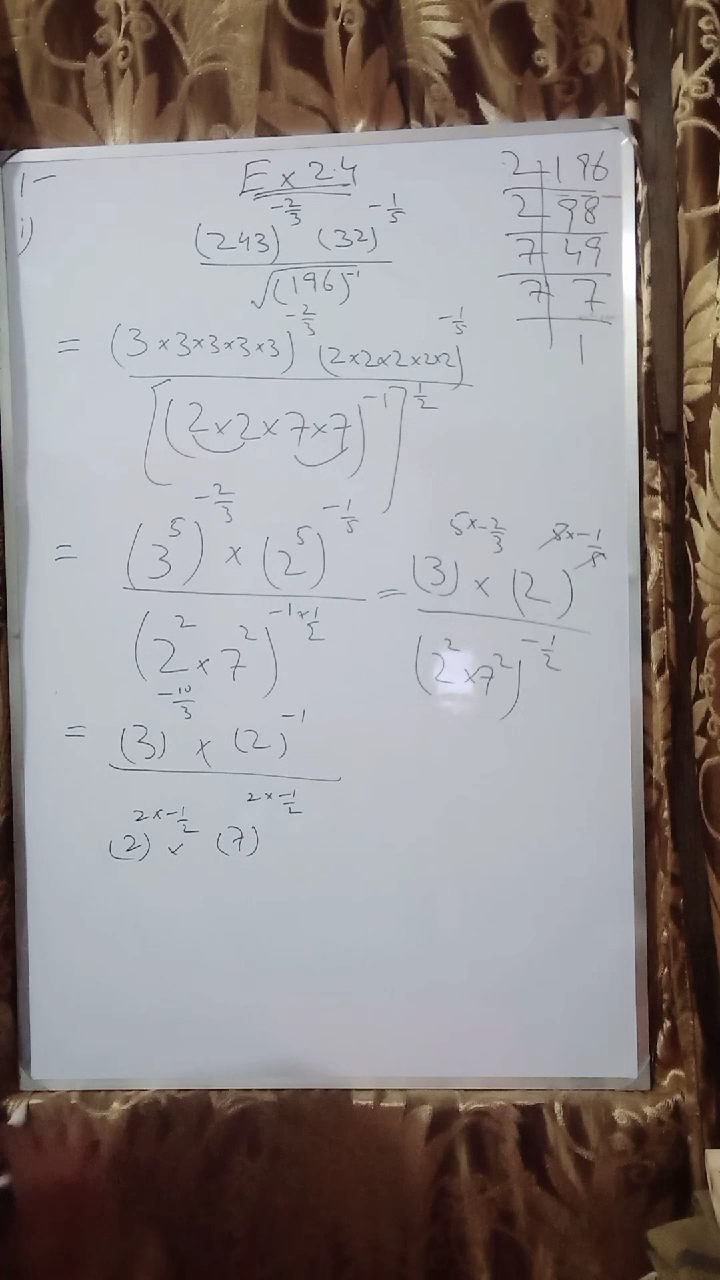 1- Ex 2.4
i) (243)^(-2/3) (32)^(-1/5)
√(196)^-1
= (3×3×3×3×3)^(-2/3) (2×2×2×2×2)^(-1/5)
[(2×2×7×7)^-1]^(1/2)
= (3^5)^(-2/3) × (2^5)^(-1/5)
(2^2 × 7^2)^(-1×1/2)
= (3)^(5×-2/3) × (2)^(5×-1/5)
(2^2 × 7^2)^(-1/2)
= (3)^(-10/3) × (2)^-1
(2)^(2×-1/2) × (7)^(2×-1/2)
2 196
2 98
7 49
7 7
1